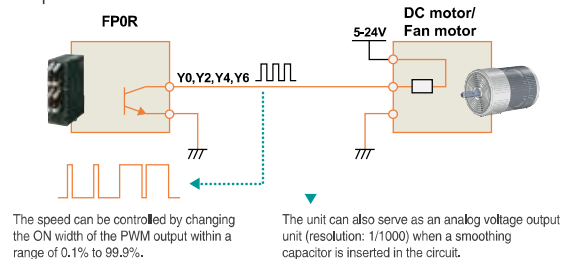 FP0R
DC motor/
Fan motor
5-24V
Y0,Y2,Y4,Y6
The speed can be controlled by changing
the ON width of the PWM output within a
range of 0.1% to 99.9%.
The unit can also serve as an analog voltage output
unit (resolution: 1/1000) when a smoothing
capacitor is inserted in the circuit.